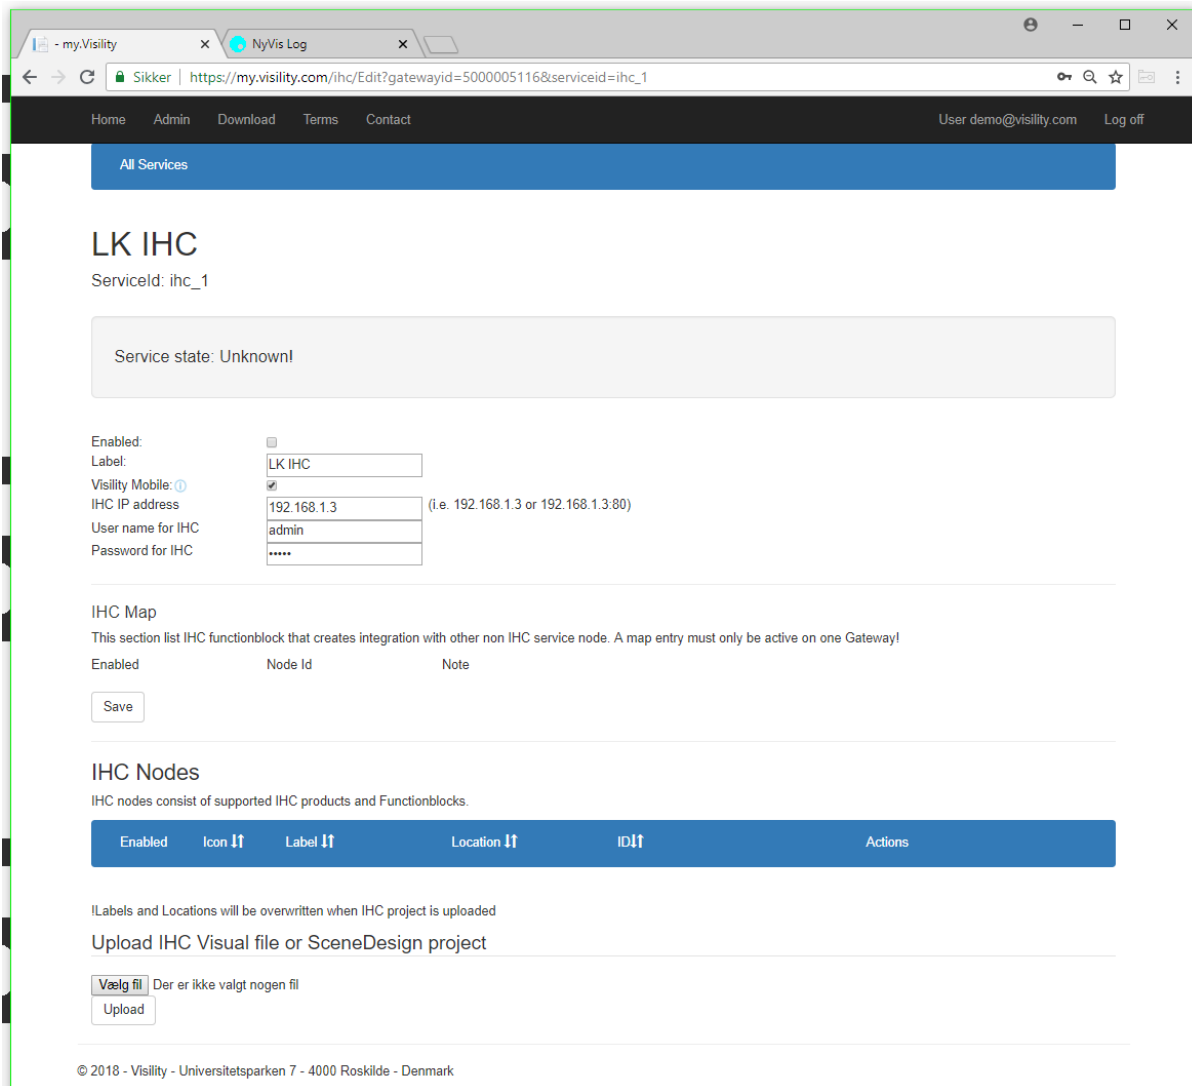 - my.Visility
NyVis Log
Sikker | https://my.visility.com/ihc/Edit?gatewayid=5000005116&serviceid=ihc_1
Home Admin Download Terms Contact User demo@visility.com Log off
All Services
LK IHC
ServiceId: ihc_1
Service state: Unknown!
Enabled:
Label: LK IHC
Visility Mobile:
IHC IP address 192.168.1.3 (i.e. 192.168.1.3 or 192.168.1.3:80)
User name for IHC admin
Password for IHC •••••
IHC Map
This section list IHC functionblock that creates integration with other non IHC service node. A map entry must only be active on one Gateway!
Enabled Node Id Note
Save
IHC Nodes
IHC nodes consist of supported IHC products and Functionblocks.
Enabled Icon Label Location ID Actions
!Labels and Locations will be overwritten when IHC project is uploaded
Upload IHC Visual file or SceneDesign project
Vælg fil Der er ikke valgt nogen fil
Upload
© 2018 - Visility - Universitetsparken 7 - 4000 Roskilde - Denmark